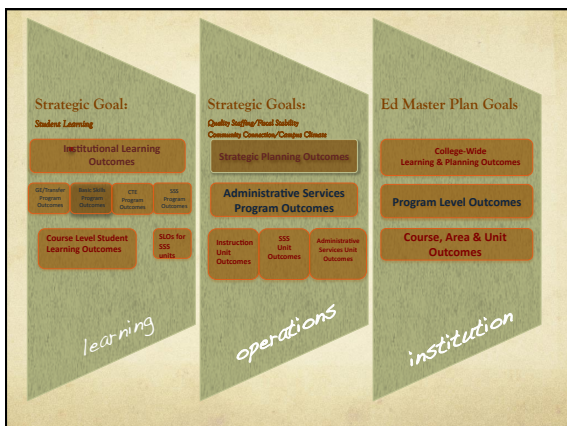 Strategic Goal:
Student Learning
Institutional Learning
Outcomes
GE/Transfer
Program
Outcomes
Basic Skills
Program
Outcomes
CTE
Program
Outcomes
SSS
Program
Outcomes
Course Level Student
Learning Outcomes
SLOs for
SSS
units
learning
Strategic Goals:
Quality Staffing/Fiscal Stability
Community Connection/Campus Climate
Strategic Planning Outcomes
Administrative Services
Program Outcomes
Instruction
Unit
Outcomes
SSS
Unit
Outcomes
Administrative
Services Unit
Outcomes
operations
Ed Master Plan Goals
College-Wide
Learning & Planning Outcomes
Program Level Outcomes
Course, Area & Unit
Outcomes
institution